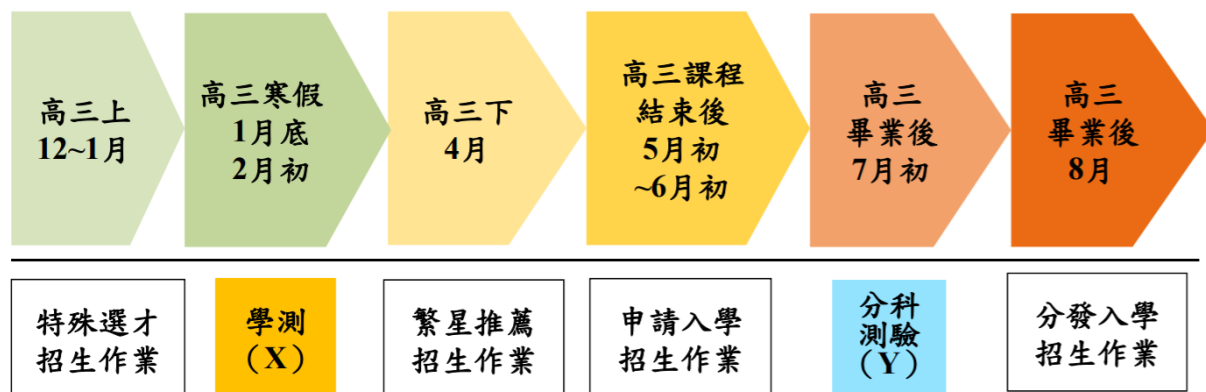 高三上
12~1月
高三寒假
1月底
2月初
高三下
4月
高三課程
結束後
5月初
~6月初
高三
畢業後
7月初
高三
畢業後
8月
特殊選才
招生作業
學測
（X）
繁星推薦
招生作業
申請入學
招生作業
分科
測驗
（Y）
分發入學
招生作業